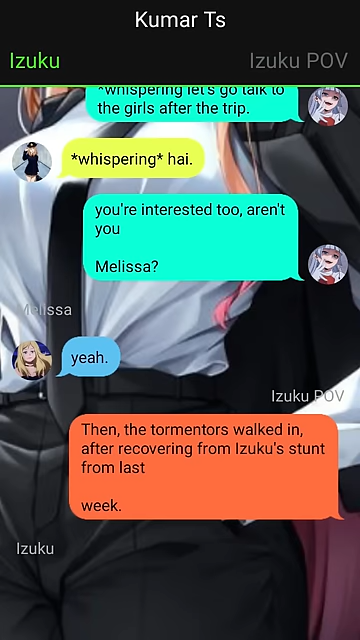 Kumar Ts
Izuku
Izuku POV
*whispering let's go talk to
the girls after the trip.
*whispering* hai.
you're interested too, aren't
you
Melissa?
Melissa
yeah.
Izuku POV
Then, the tormentors walked in,
after recovering from Izuku's stunt
from last
week.
Izuku